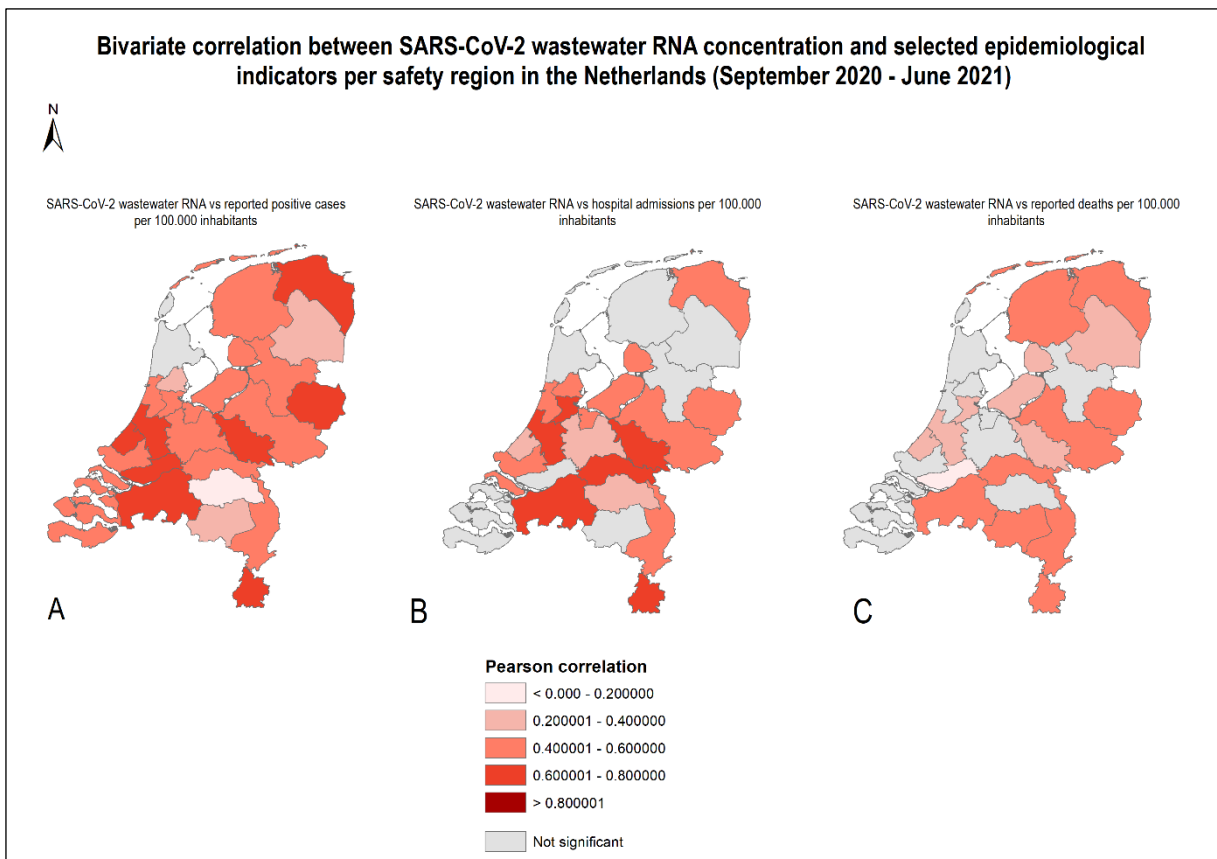 Bivariate correlation between SARS-CoV-2 wastewater RNA concentration and selected epidemiological
indicators per safety region in the Netherlands (September 2020 - June 2021)
N
SARS-CoV-2 wastewater RNA vs reported positive cases
per 100.000 inhabitants
SARS-CoV-2 wastewater RNA vs hospital admissions per 100.000
inhabitants
SARS-CoV-2 wastewater RNA vs reported deaths per 100.000
inhabitants
A
B
C
Pearson correlation
< 0.000 - 0.200000
0.200001 - 0.400000
0.400001 - 0.600000
0.600001 - 0.800000
> 0.800001
Not significant